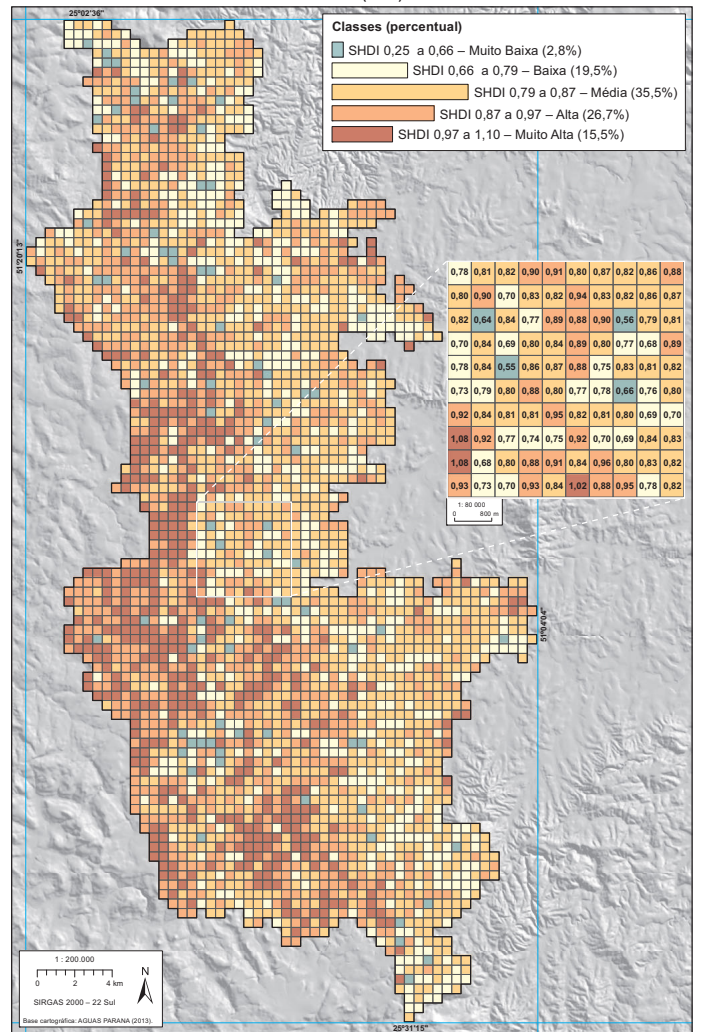 25°02'36"
Classes (percentual)
SHDI 0,25 a 0,66 – Muito Baixa (2,8%)
SHDI 0,66 a 0,79 – Baixa (19,5%)
SHDI 0,79 a 0,87 – Média (35,5%)
SHDI 0,87 a 0,97 – Alta (26,7%)
SHDI 0,97 a 1,10 – Muito Alta (15,5%)
51°20'13"
0,78 0,81 0,82 0,90 0,91 0,80 0,87 0,82 0,86 0,88
0,80 0,90 0,70 0,83 0,82 0,94 0,83 0,82 0,86 0,87
0,82 0,64 0,84 0,77 0,89 0,88 0,90 0,56 0,79 0,81
0,70 0,84 0,69 0,80 0,84 0,89 0,80 0,77 0,68 0,89
0,78 0,84 0,55 0,86 0,87 0,88 0,75 0,83 0,81 0,82
0,73 0,79 0,80 0,88 0,80 0,77 0,78 0,66 0,76 0,80
0,92 0,84 0,81 0,81 0,95 0,82 0,81 0,80 0,69 0,70
1,08 0,92 0,77 0,74 0,75 0,92 0,70 0,69 0,84 0,83
1,08 0,68 0,80 0,88 0,91 0,84 0,96 0,80 0,83 0,82
0,93 0,73 0,70 0,93 0,84 1,02 0,88 0,95 0,78 0,82
1: 80 000
0 800 m
51°04'04"
1 : 200.000
0 2 4 km
N
SIRGAS 2000 – 22 Sul
Base cartográfica: AGUAS PARANA (2013).
25°31'15"